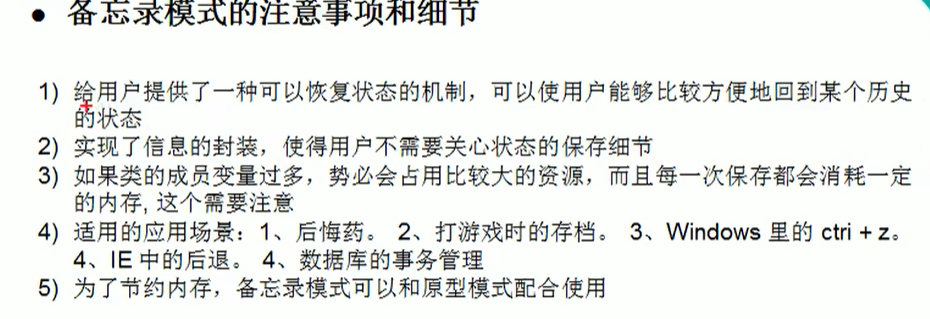 ● 备忘录模式的注意事项和细节
1) 给用户提供了一种可以恢复状态的机制，可以使用户能够比较方便地回到某个历史
的状态
2) 实现了信息的封装，使得用户不需要关心状态的保存细节
3) 如果类的成员变量过多，势必会占用比较大的资源，而且每一次保存都会消耗一定
的内存, 这个需要注意
4) 适用的应用场景：1、后悔药。 2、打游戏时的存档。 3、Windows 里的 ctri + z。
4、IE 中的后退。 4、数据库的事务管理
5) 为了节约内存，备忘录模式可以和原型模式配合使用